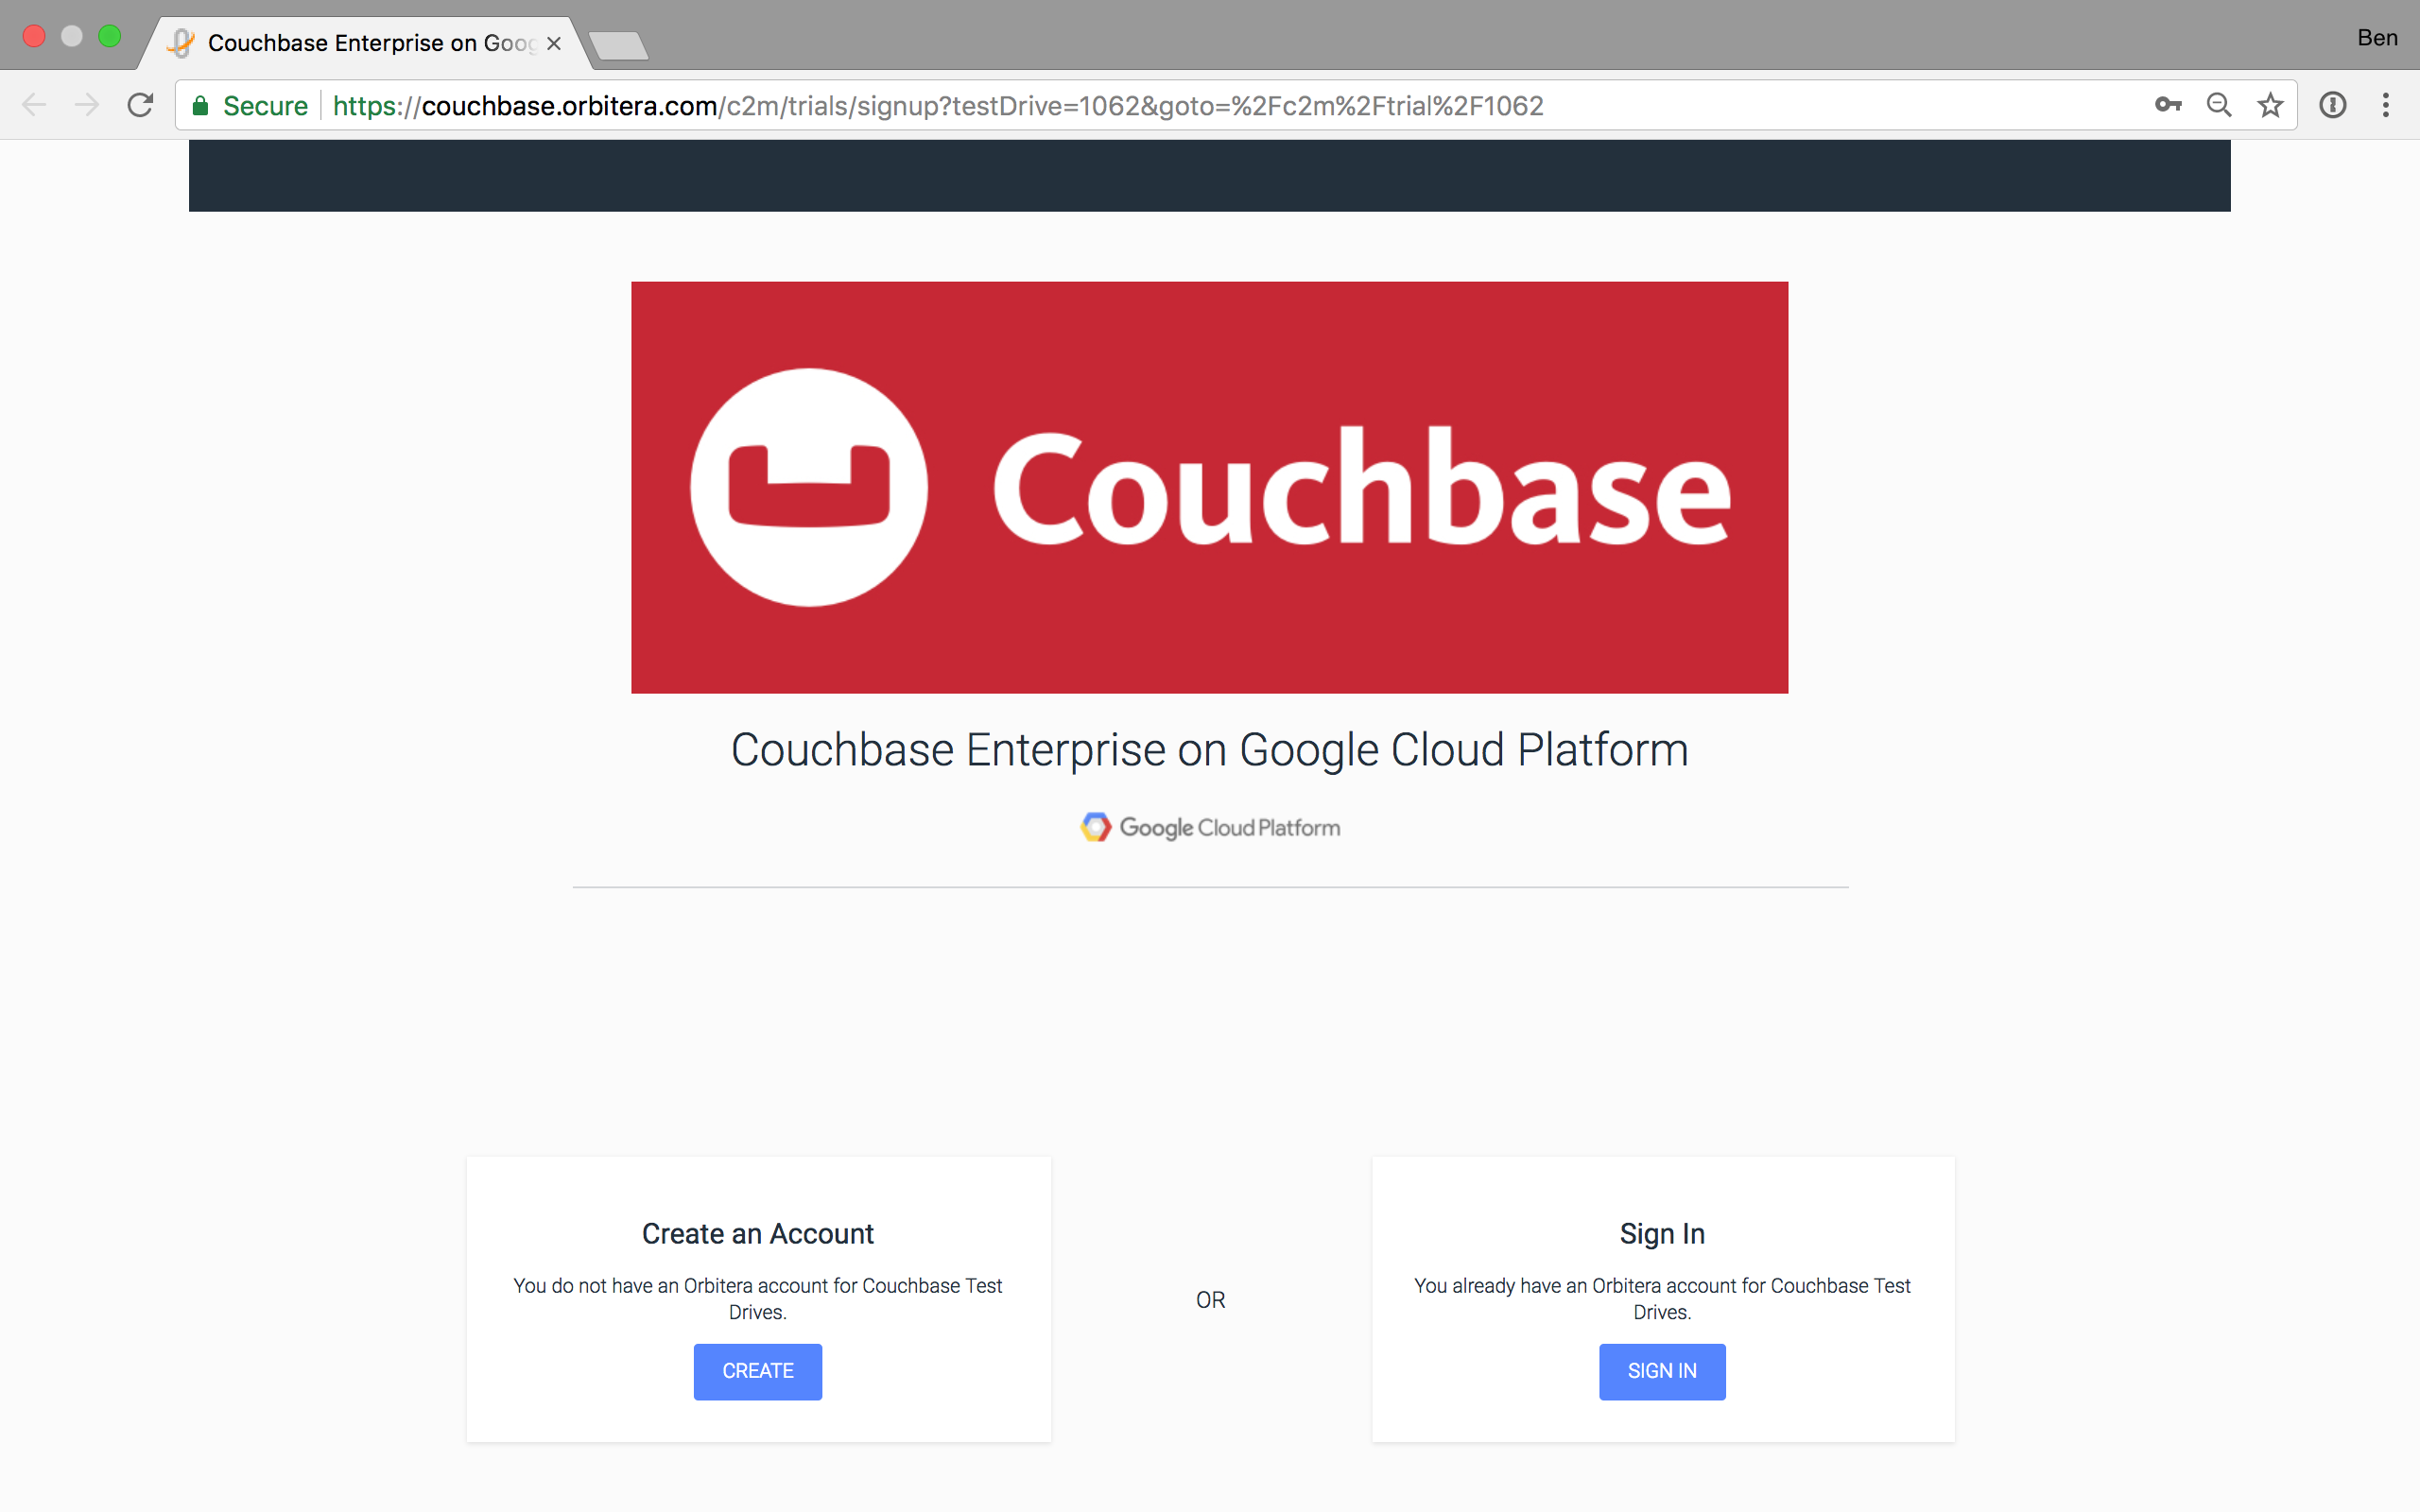 Couchbase Enterprise on Goog
Ben
Secure https://couchbase.orbitera.com/c2m/trials/signup?testDrive=1062&goto=%2Fc2m%2Ftrial%2F1062
Couchbase
Couchbase Enterprise on Google Cloud Platform
Google Cloud Platform
Create an Account
You do not have an Orbitera account for Couchbase Test
Drives.
CREATE
OR
Sign In
You already have an Orbitera account for Couchbase Test
Drives.
SIGN IN